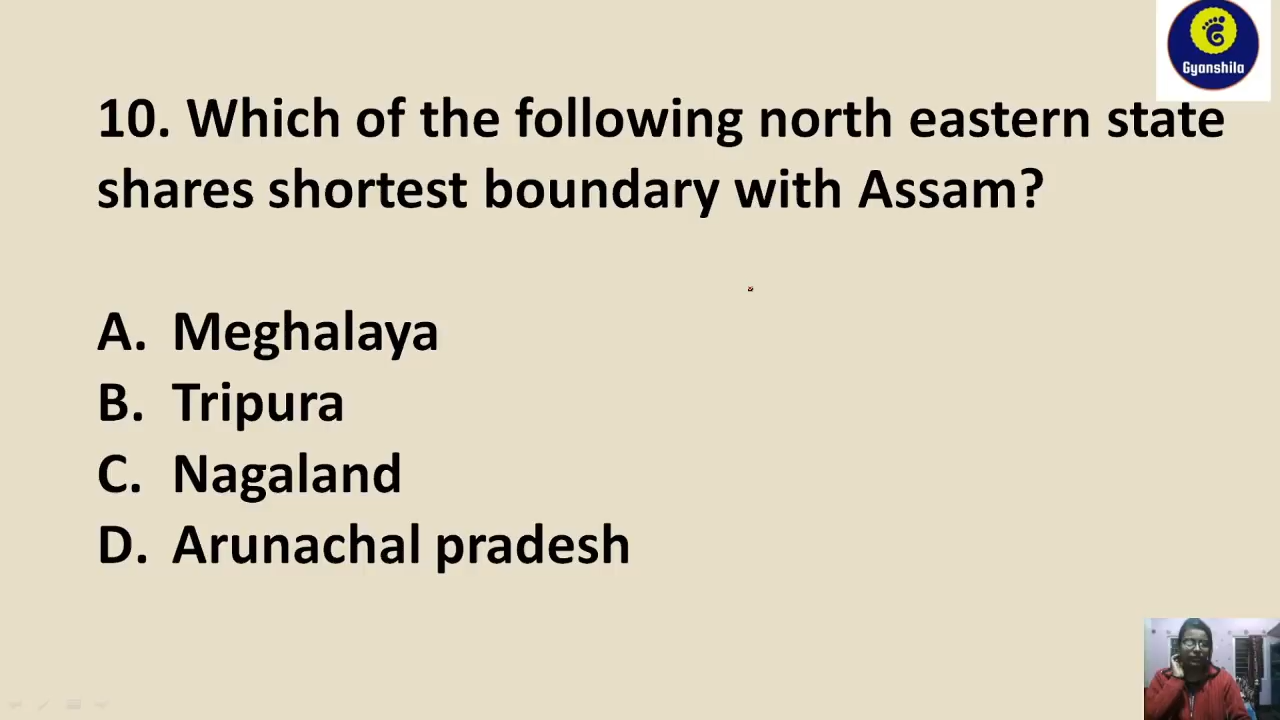 Gyanshila
10. Which of the following north eastern state
shares shortest boundary with Assam?
A. Meghalaya
B. Tripura
C. Nagaland
D. Arunachal pradesh